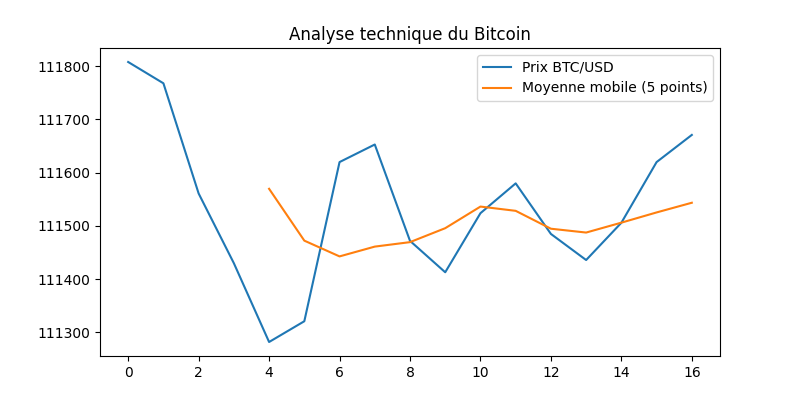 Analyse technique du Bitcoin
Prix BTC/USD
Moyenne mobile (5 points)
111800
111700
111600
111500
111400
111300
0 2 4 6 8 10 12 14 16